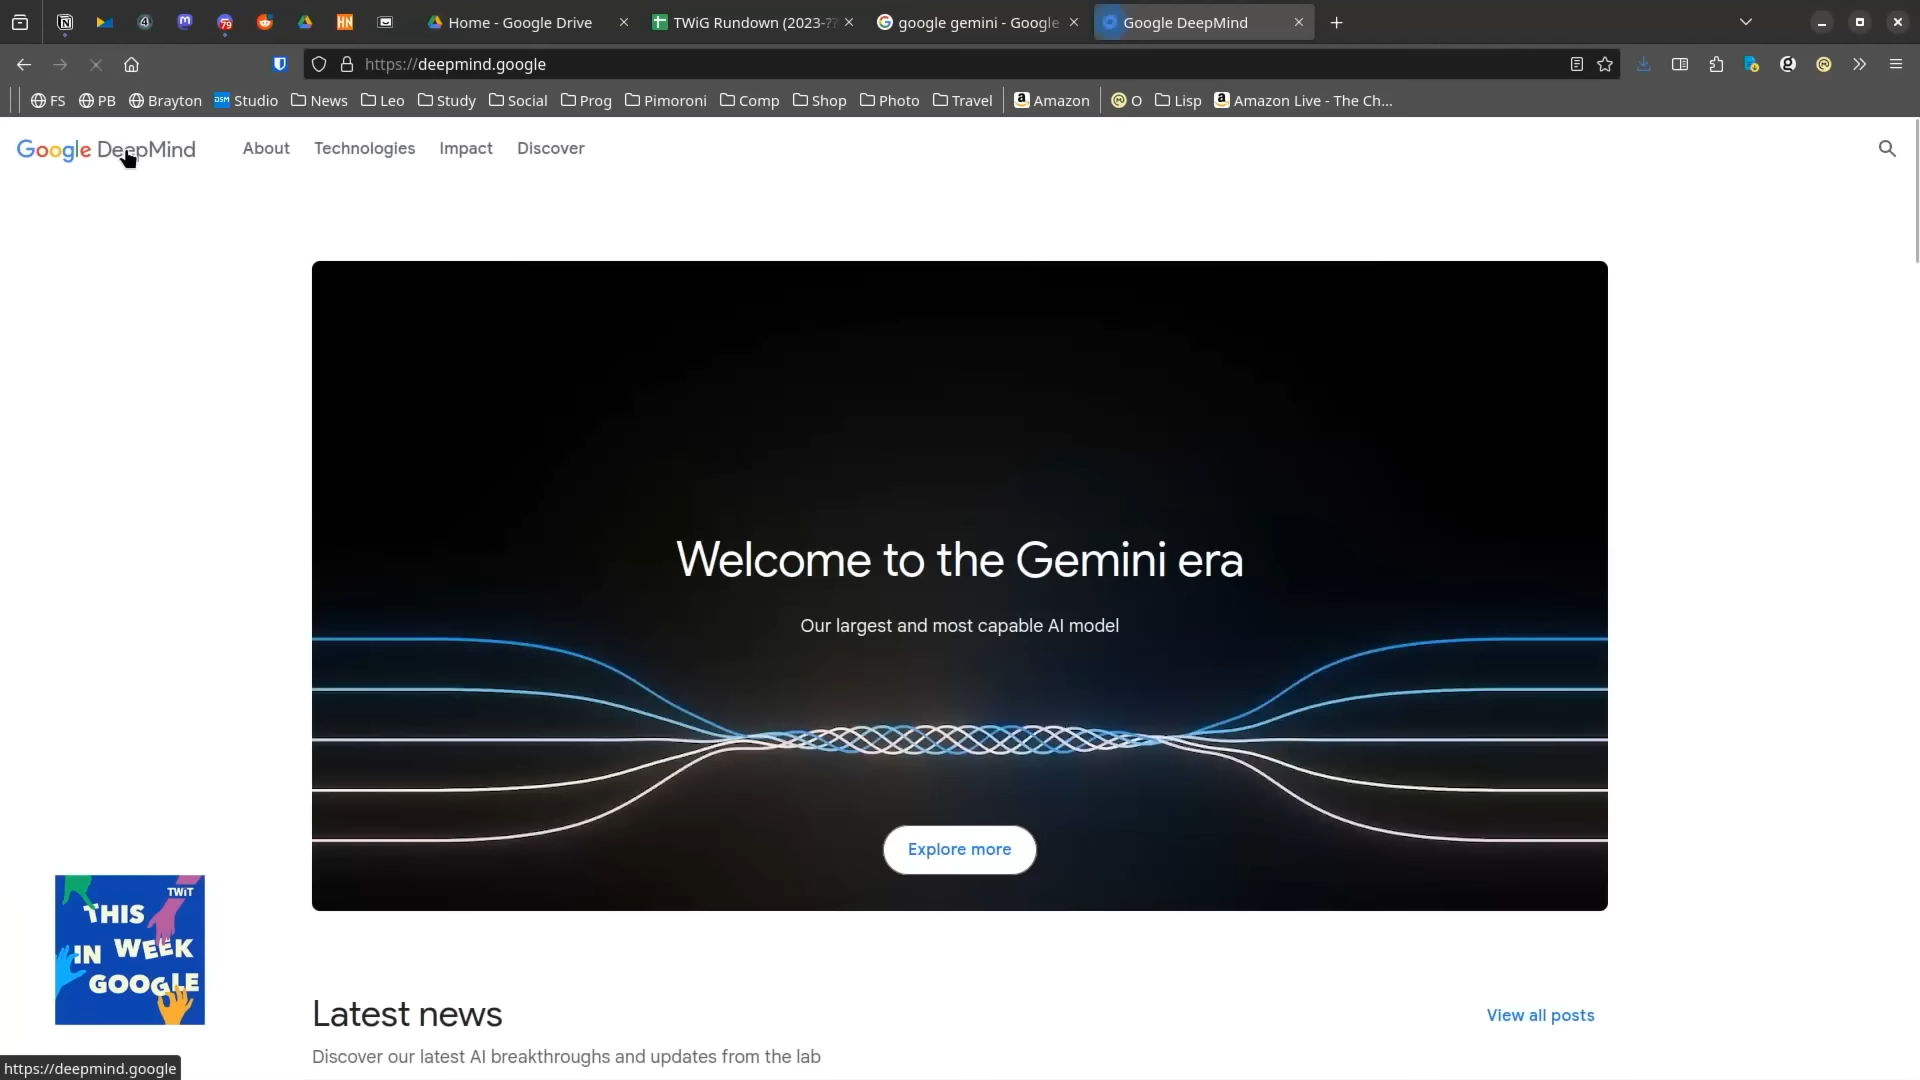 Home - Google Drive
TWiG Rundown (2023-??
google gemini - Google
Google DeepMind
https://deepmind.google
FS
PB
Brayton
DSM Studio
News
Leo
Study
Social
Prog
Pimoroni
Comp
Shop
Photo
Travel
a Amazon
O
Lisp
a Amazon Live - The Ch...
Google DeepMind
About
Technologies
Impact
Discover
Welcome to the Gemini era
Our largest and most capable AI model
Explore more
TWiT
THIS
IN WEEK
GOOGLE
Latest news
View all posts
Discover our latest AI breakthroughs and updates from the lab
https://deepmind.google